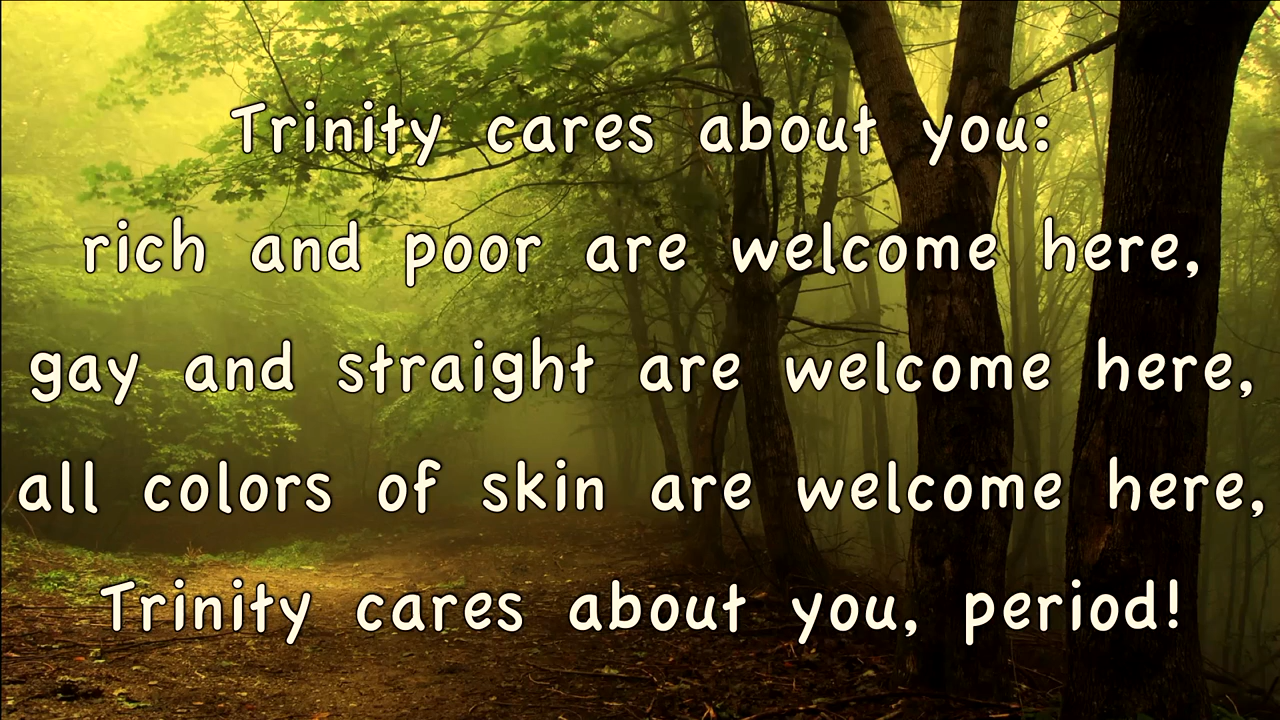 Trinity cares about you:
rich and poor are welcome here,
gay and straight are welcome here,
all colors of skin are welcome here,
Trinity cares about you, period!